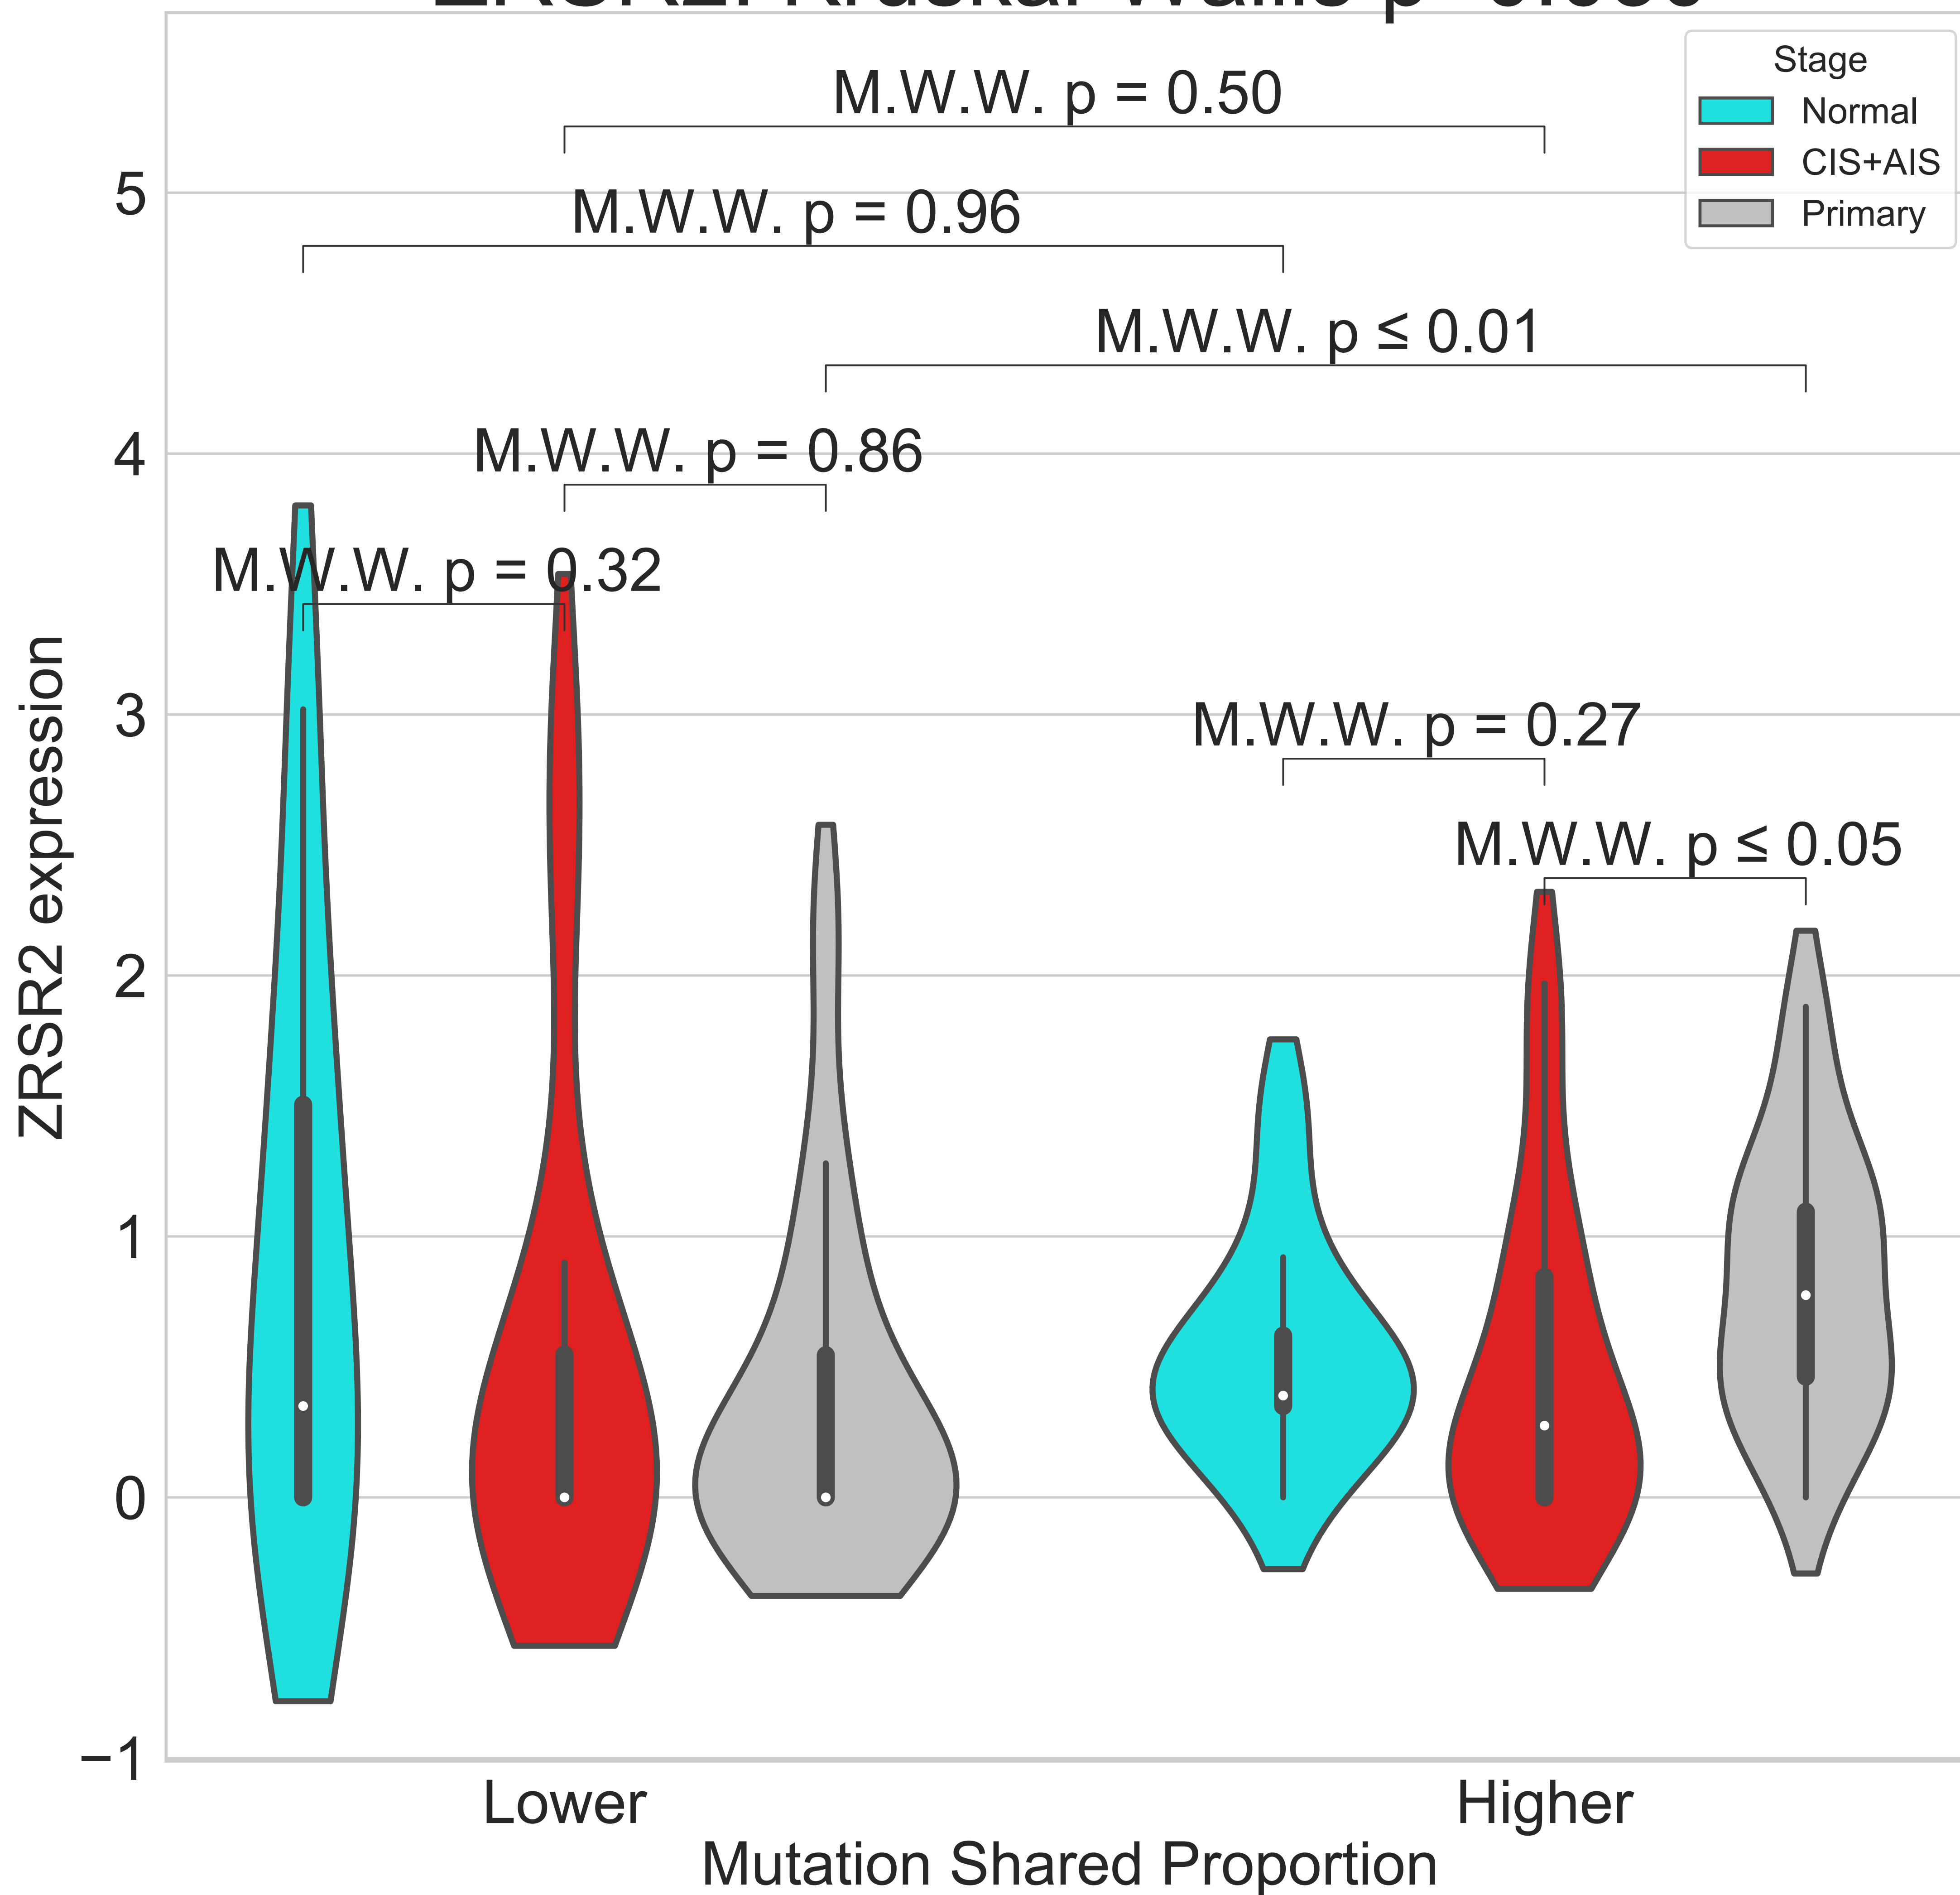 Stage
Normal
CIS+AIS
Primary
M.W.W. p = 0.50
M.W.W. p = 0.96
M.W.W. p ≤ 0.01
M.W.W. p = 0.86
M.W.W. p = 0.32
M.W.W. p = 0.27
M.W.W. p ≤ 0.05
5
4
3
2
1
0
−1
ZRSR2 expression
Lower
Higher
Mutation Shared Proportion